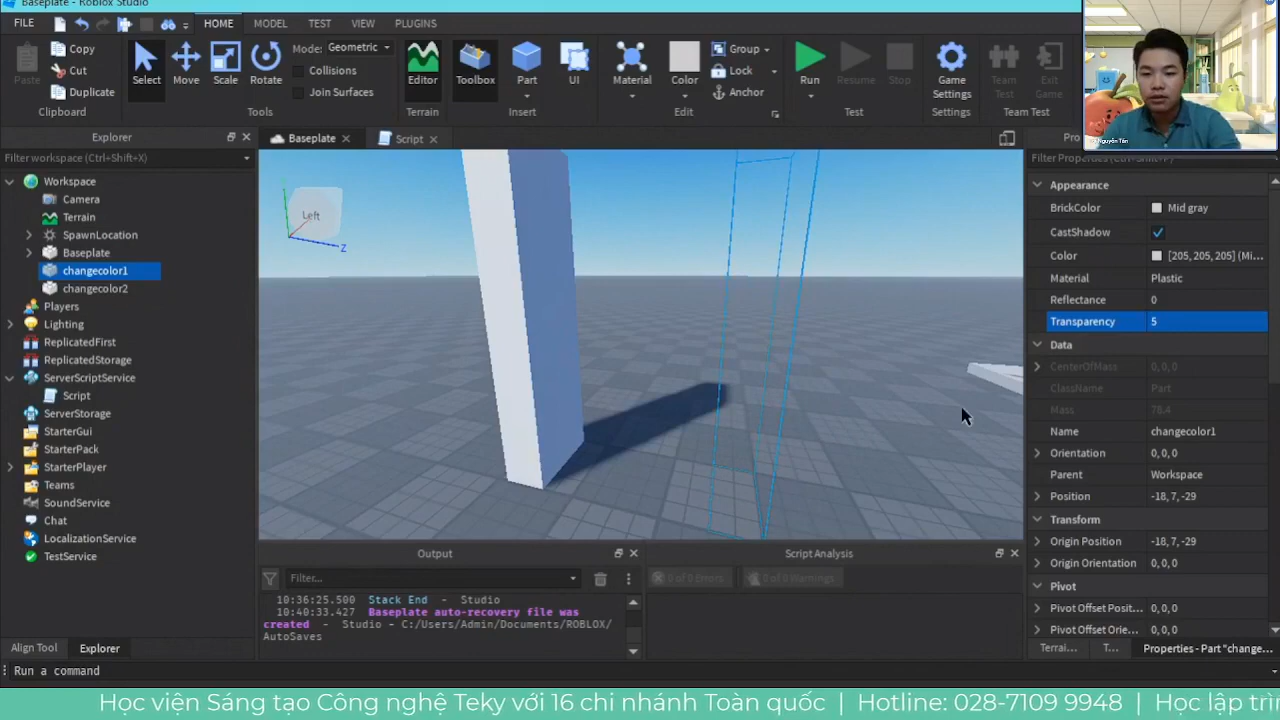 Baseplate - Roblox Studio
FILE HOME MODEL TEST VIEW PLUGINS
Paste Copy Cut Duplicate
Select Move Scale Rotate
Mode: Geometric
Collisions
Join Surfaces
Editor Toolbox Part UI Material Color
Group Lock Anchor
Run Resume Stop
Game Settings
Team Test
Exit Game
Clipboard Tools Terrain Insert Edit Test Settings Team Test
Explorer
Filter workspace (Ctrl+Shift+X)
Workspace
Camera
Terrain
SpawnLocation
Baseplate
changecolor1
changecolor2
Players
Lighting
ReplicatedFirst
ReplicatedStorage
ServerScriptService
Script
ServerStorage
StarterGui
StarterPack
StarterPlayer
Teams
SoundService
Chat
LocalizationService
TestService
Align Tool Explorer
Baseplate Script
Left
Z
Output
Filter...
10:36:25.500 Stack End - Studio
10:40:33.427 Baseplate auto-recovery file was
created - Studio - C:/Users/Admin/Documents/ROBLOX/
AutoSaves
Script Analysis
0 of 0 Errors 0 of 0 Warnings
Nguyễn Tấn
Pro
Filter Properties (Ctrl+Shift+P)
Appearance
BrickColor Mid gray
CastShadow
Color [205, 205, 205] (Mi...
Material Plastic
Reflectance 0
Transparency 5
Data
CenterOfMass 0, 0, 0
ClassName Part
Mass 78.4
Name changecolor1
Orientation 0, 0, 0
Parent Workspace
Position -18, 7, -29
Transform
Origin Position -18, 7, -29
Origin Orientation 0, 0, 0
Pivot
Pivot Offset Posit... 0, 0, 0
Pivot Offset Orie... 0, 0, 0
Terrai... T... Properties - Part "change...
Run a command
Học viện Sáng tạo Công nghệ Teky với 16 chi nhánh Toàn quốc | Hotline: 028-7109 9948 | Học lập trì